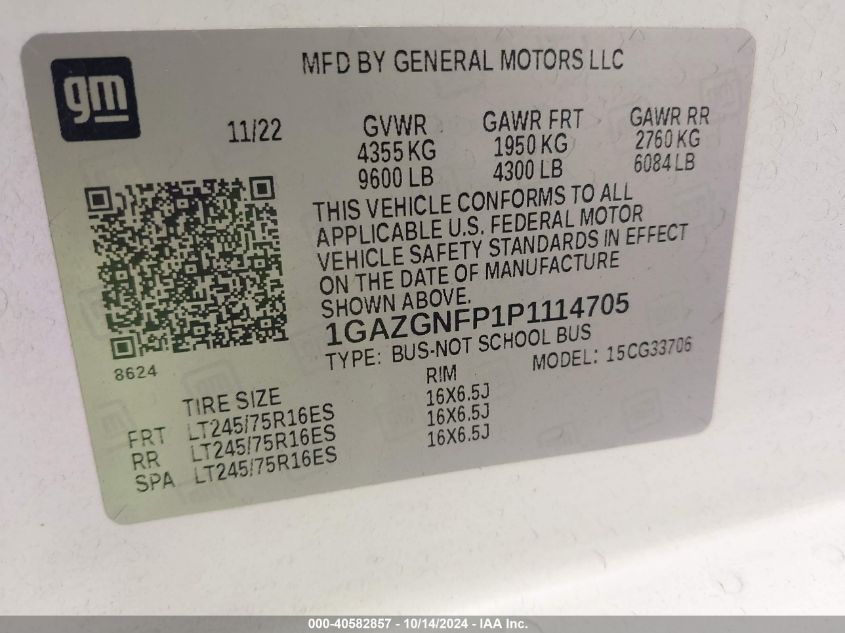 gm
MFD BY GENERAL MOTORS LLC
11/22
GVWR
4355 KG
9600 LB
GAWR FRT
1950 KG
4300 LB
GAWR RR
2760 KG
6084 LB
THIS VEHICLE CONFORMS TO ALL
APPLICABLE U.S. FEDERAL MOTOR
VEHICLE SAFETY STANDARDS IN EFFECT
ON THE DATE OF MANUFACTURE
SHOWN ABOVE.
1GAZGNFP1P1114705
TYPE: BUS-NOT SCHOOL BUS
MODEL: 15CG33706
8624
TIRE SIZE RIM
FRT LT245/75R16ES 16X6.5J
RR LT245/75R16ES 16X6.5J
SPA LT245/75R16ES 16X6.5J
000-40582857 - 10/14/2024 - IAA Inc.